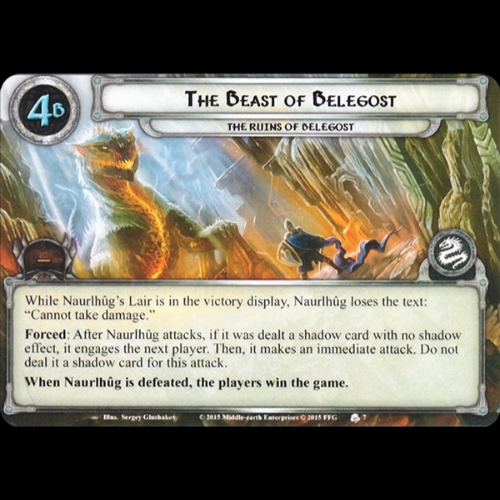 4B
THE BEAST OF BELEGOST
THE RUINS OF BELEGOST
–
While Naurlhûg's Lair is in the victory display, Naurlhûg loses the text:
"Cannot take damage."
Forced: After Naurlhûg attacks, if it was dealt a shadow card with no shadow
effect, it engages the next player. Then, it makes an immediate attack. Do not
deal it a shadow card for this attack.
When Naurlhûg is defeated, the players win the game.
Illus. Sergey Glushakov © 2015 Middle-earth Enterprises © 2015 FFG 7